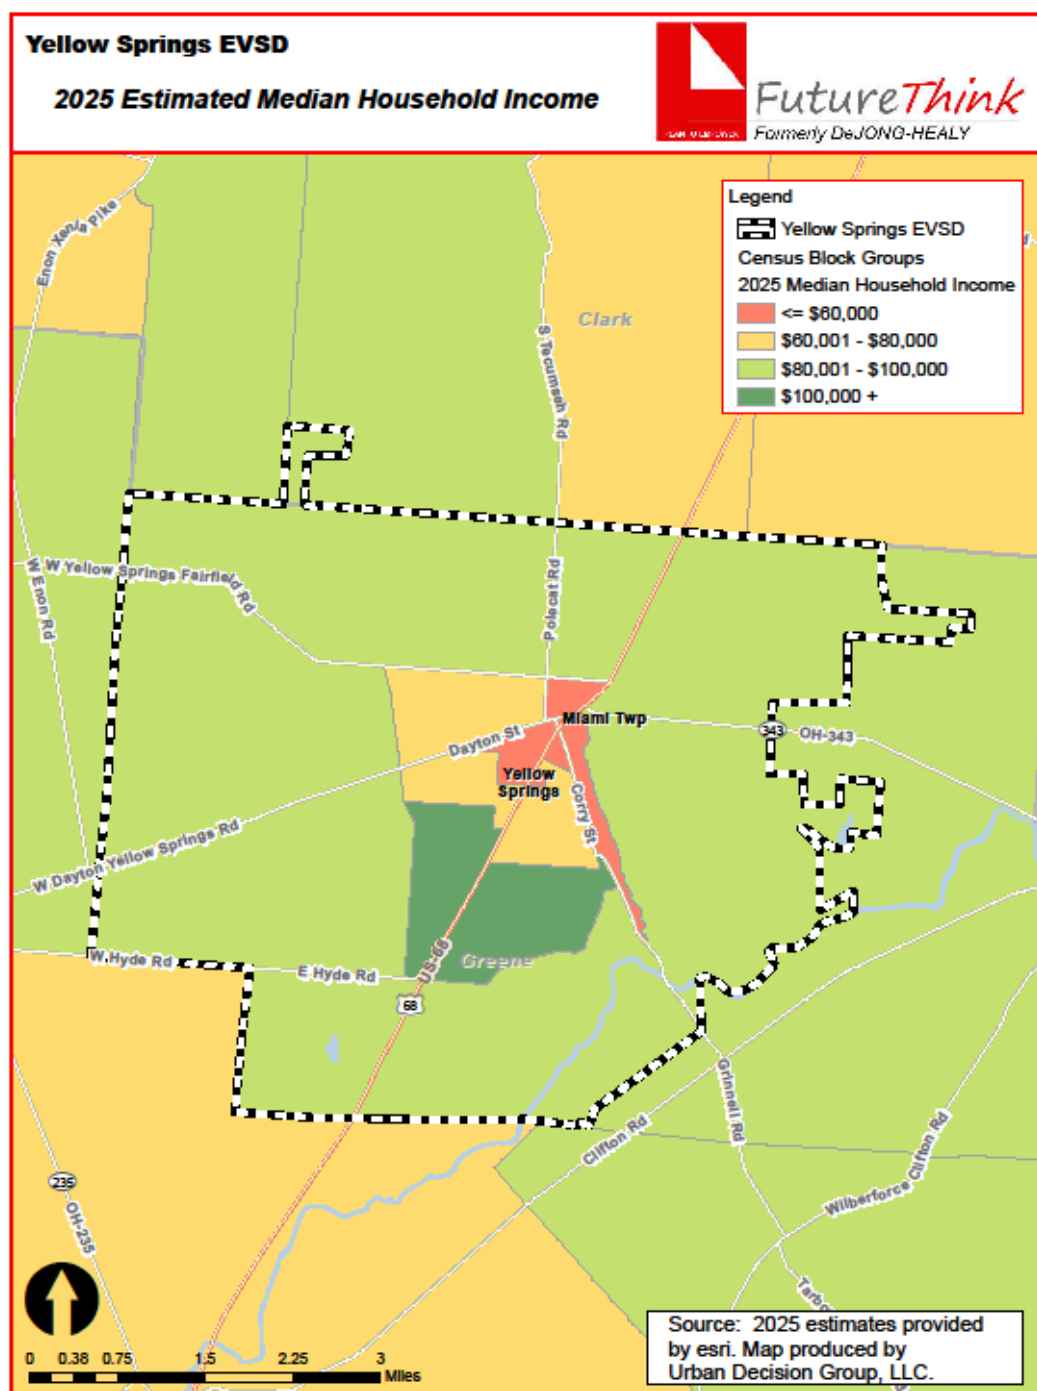 Yellow Springs EVSD
2025 Estimated Median Household Income
FutureThink
Formerly DeJONG-HEALY
Legend
Yellow Springs EVSD
Census Block Groups
2025 Median Household Income
<= $60,000
$60,001 - $80,000
$80,001 - $100,000
$100,000 +
Enon Xenia Pike
Clark
S Tecumseh Rd
W Enon Rd
W Yellow Springs Fairfield Rd
Polecat Rd
Miami Twp
343
OH-343
Dayton St
Yellow
Springs
Corry St
W Dayton Yellow Springs Rd
W Hyde Rd
E Hyde Rd
US-68
Greene
68
Grinnell Rd
Clifton Rd
Wilberforce Clifton Rd
235
OH-235
0 0.38 0.75 1.5 2.25 3
Miles
Source: 2025 estimates provided
by esri. Map produced by
Urban Decision Group, LLC.